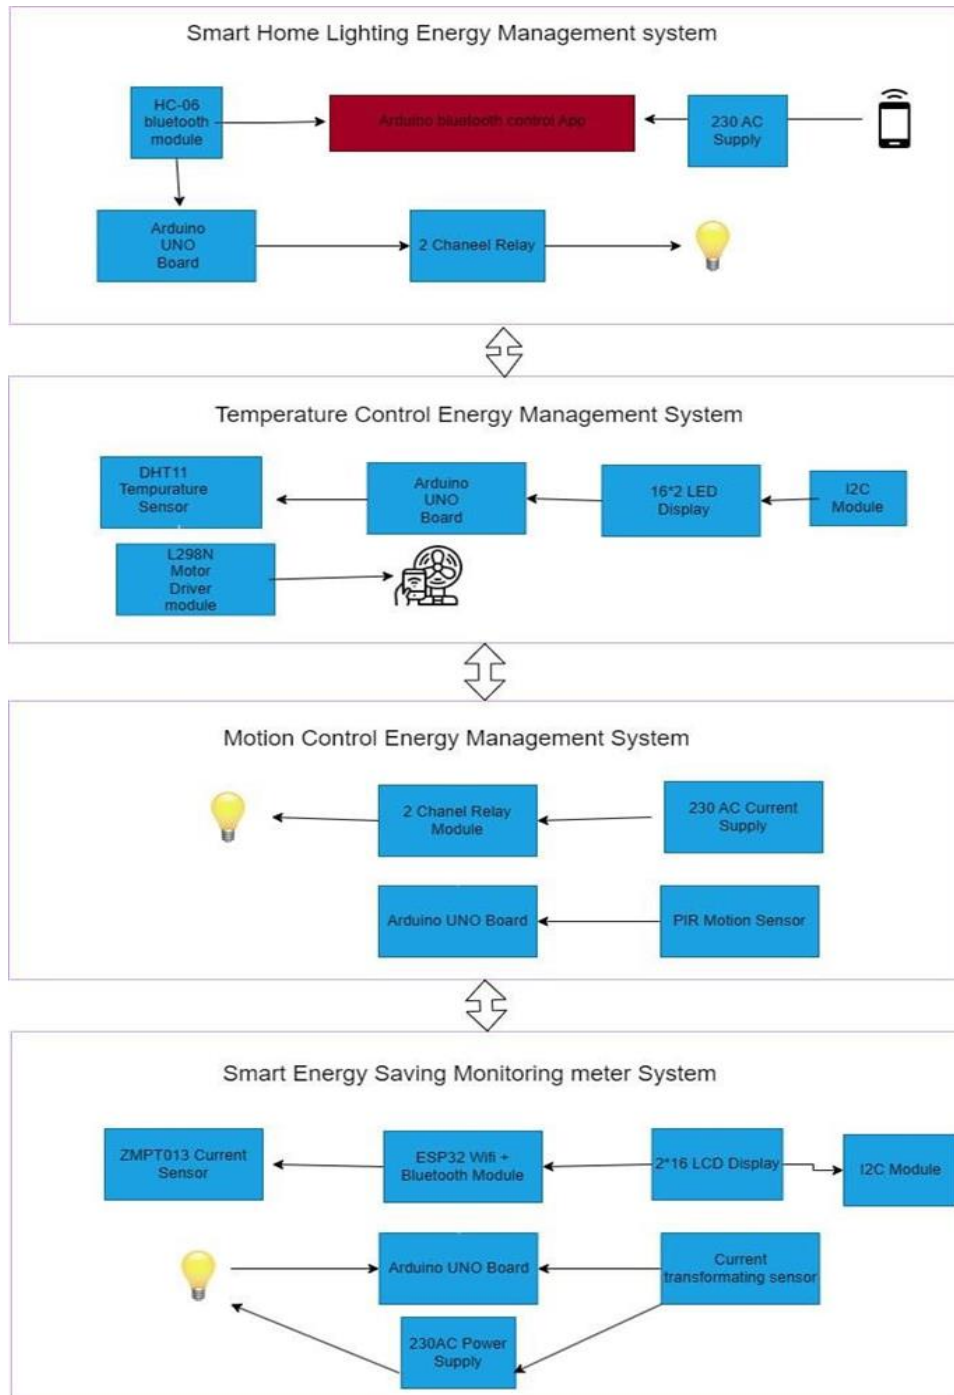 Smart Home Lighting Energy Management system
HC-06
bluetooth
module
Arduino bluetooth control App
230 AC
Supply
Arduino
UNO
Board
2 Chaneel Relay
Temperature Control Energy Management System
DHT11
Tempurature
Sensor
Arduino
UNO
Board
16*2 LED
Display
I2C
Module
L298N
Motor
Driver
module
Motion Control Energy Management System
2 Chanel Relay
Module
230 AC Current
Supply
Arduino UNO Board
PIR Motion Sensor
Smart Energy Saving Monitoring meter System
ZMPT013 Current
Sensor
ESP32 Wifi +
Bluetooth Module
2*16 LCD Display
I2C Module
Arduino UNO Board
Current
transformating sensor
230AC Power
Supply